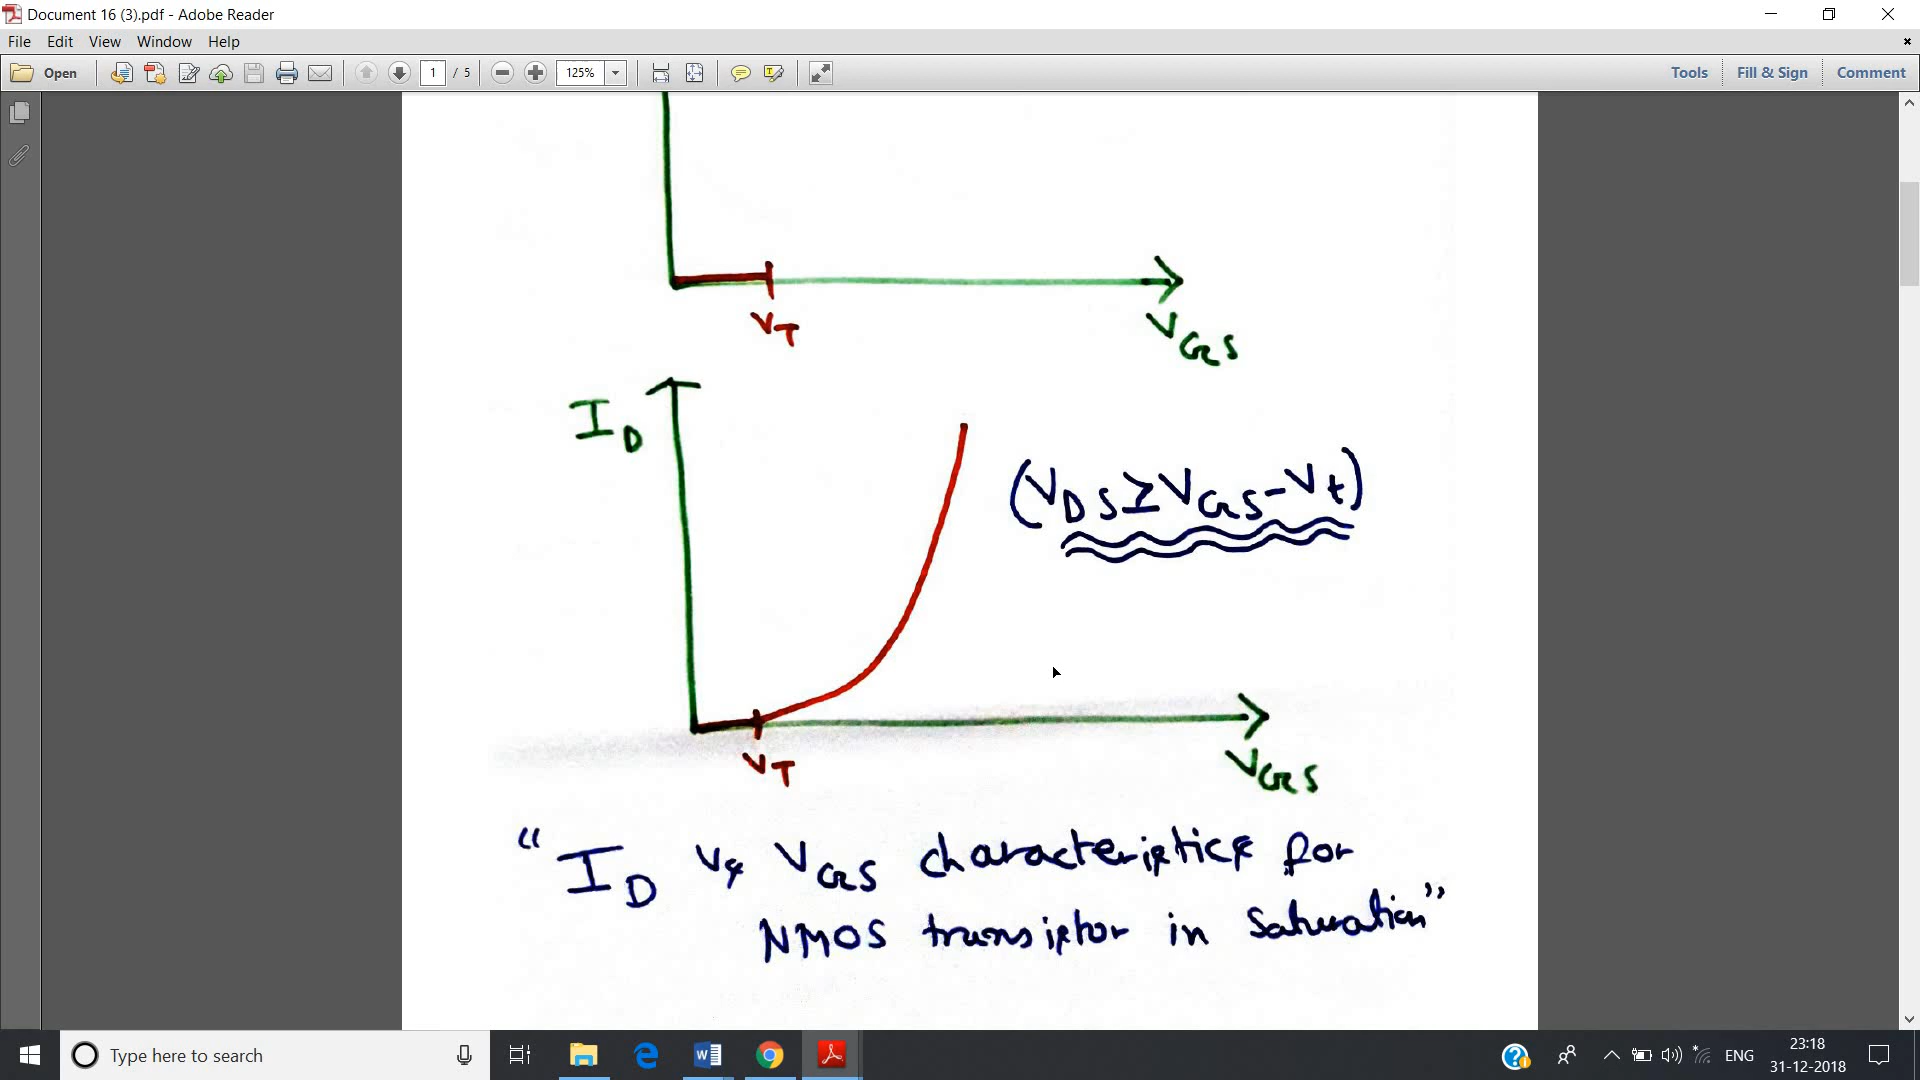 Document 16 (3).pdf - Adobe Reader
File Edit View Window Help
Open 1 / 5 125% Tools Fill & Sign Comment
VT
VGS
ID
(VDS ≥ VGS - Vt)
VT
VGS
"ID Vs VGS characteristics for
NMOS transistor in Saturation"
Type here to search
ENG
23:18
31-12-2018